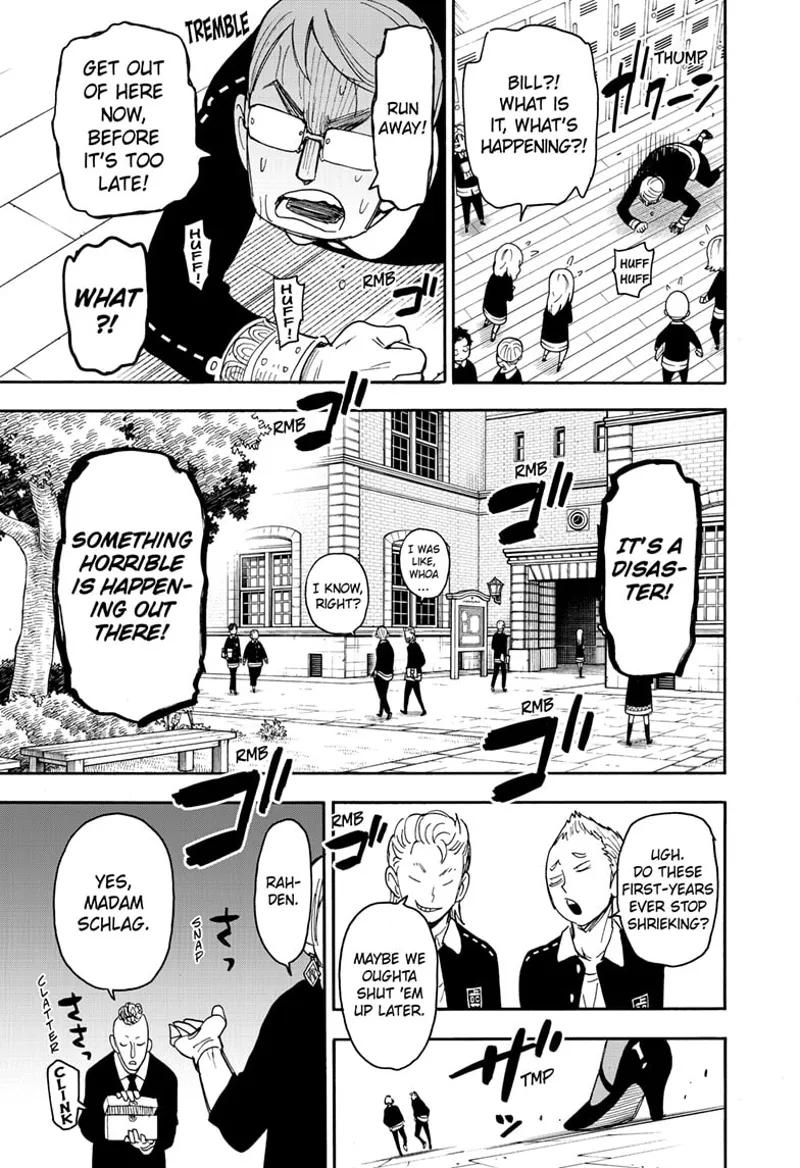 BILL?!
WHAT IS
IT, WHAT'S
HAPPENING?!
THUMP
ドグーン
HUFF
HUFF
TREMBLE
RUN
AWAY!
GET OUT
OF HERE
NOW,
BEFORE
IT'S TOO
LATE!
HUFF!
HUFF!
WHAT
?!
RMB
ゴ
IT'S A
DISAS-
TER!
RMB
ゴ
RMB
ゴ
I WAS
LIKE,
WHOA
...
I KNOW,
RIGHT?
SOMETHING
HORRIBLE
IS HAPPEN-
ING OUT
THERE!
RMB
ゴ
RMB
ゴ
UGH.
DO THESE
FIRST-YEARS
EVER STOP
SHRIEKING?
RMB
ゴ
MAYBE WE
OUGHTA
SHUT 'EM
UP LATER.
TMP
RAH-
DEN.
SNAP
さっ
YES,
MADAM
SCHLAG.
CLATTER
ささっ
CLINK